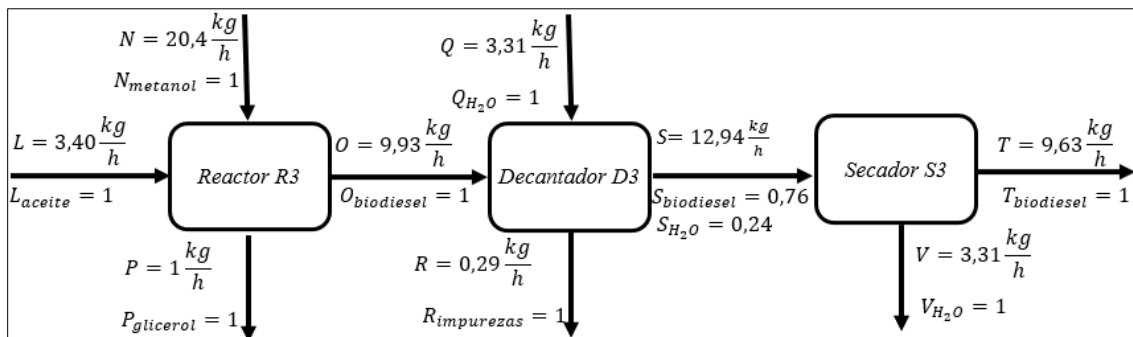 N = 20,4 kg/h
N_metanol = 1
Q = 3,31 kg/h
Q_H₂O = 1
L = 3,40 kg/h
L_aceite = 1
Reactor R3
O = 9,93 kg/h
O_biodiesel = 1
Decantador D3
S= 12,94 kg/h
S_biodiesel = 0,76
S_H₂O = 0,24
Secador S3
T = 9,63 kg/h
T_biodiesel = 1
P = 1 kg/h
P_glicerol = 1
R = 0,29 kg/h
R_impurezas = 1
V = 3,31 kg/h
V_H₂O = 1